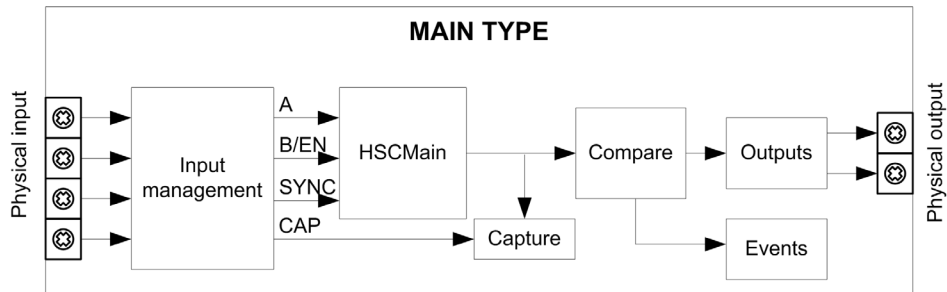 MAIN TYPE
Physical input
Input
management
A
B/EN
SYNC
CAP
HSCMain
Capture
Compare
Outputs
Events
Physical output